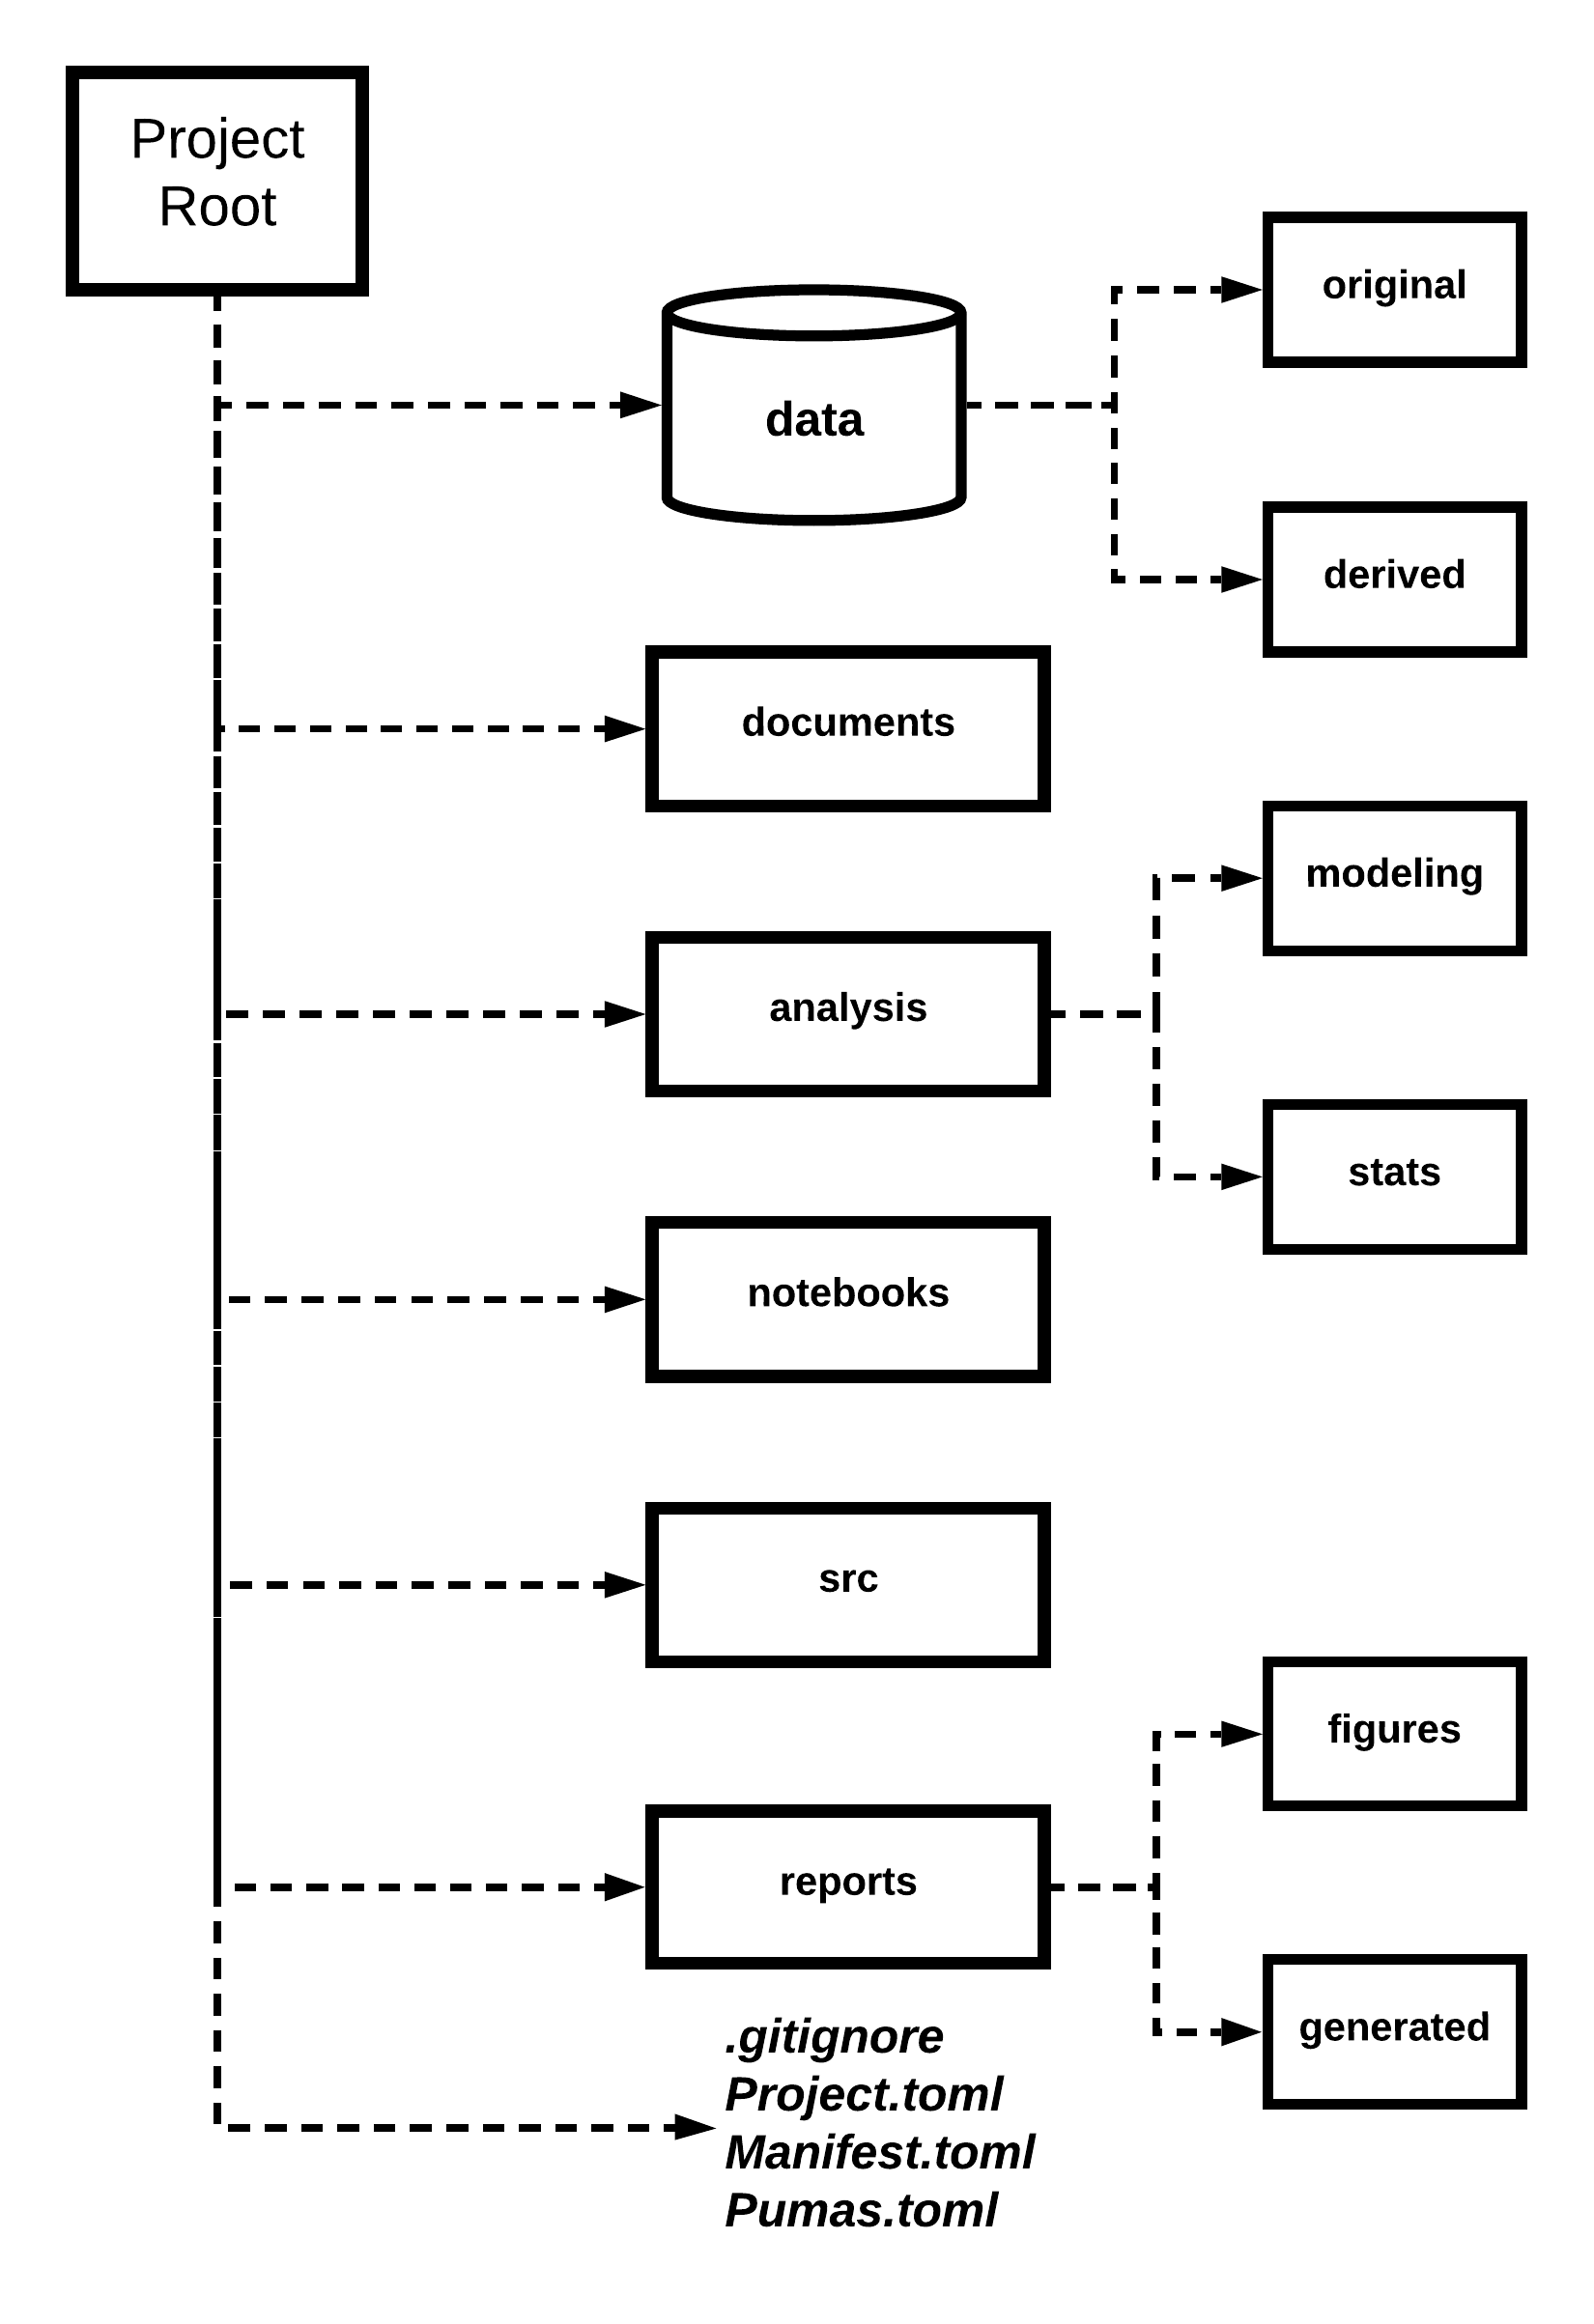 Project
Root
data
original
derived
documents
analysis
modeling
stats
notebooks
src
reports
figures
generated
.gitignore
Project.toml
Manifest.toml
Pumas.toml